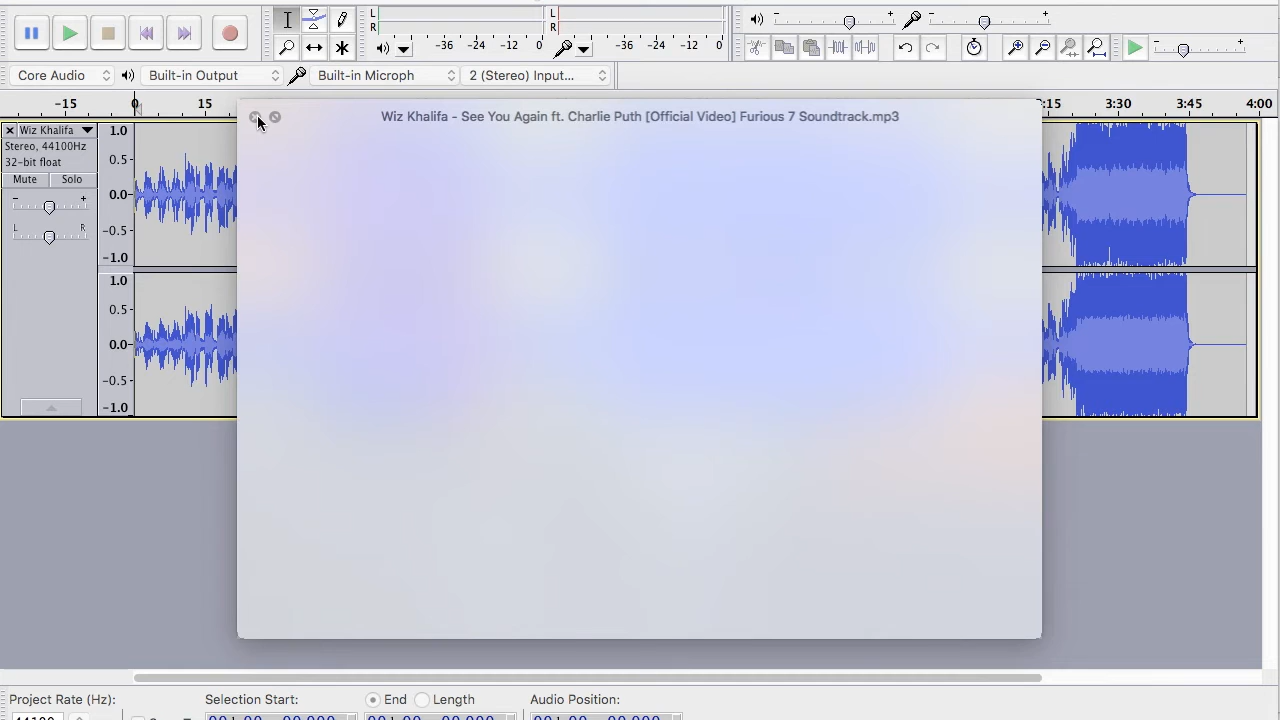 L
R
-36 -24 -12 0
L
R
-36 -24 -12 0
Core Audio
Built-in Output
Built-in Microph
2 (Stereo) Input...
-15 0 15
3:15 3:30 3:45 4:00
Wiz Khalifa - See You Again ft. Charlie Puth [Official Video] Furious 7 Soundtrack.mp3
Wiz Khalifa
Stereo, 44100Hz
32-bit float
Mute Solo
- +
L R
1.0
0.5-
0.0-
-0.5-
-1.0
1.0
0.5-
0.0-
-0.5-
-1.0
Project Rate (Hz):
Selection Start:
End
Length
Audio Position:
44100